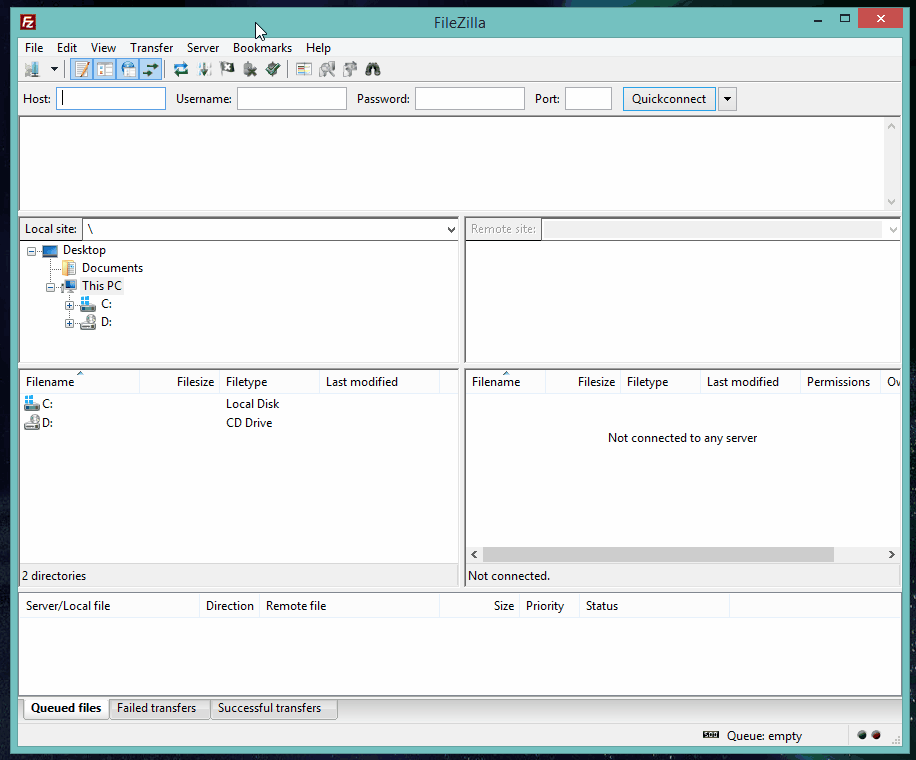 Fz FileZilla
File Edit View Transfer Server Bookmarks Help
Host: Username: Password: Port: Quickconnect
Local site: \
Remote site:
Desktop
Documents
This PC
C:
D:
Filename Filesize Filetype Last modified
C: Local Disk
D: CD Drive
2 directories
Filename Filesize Filetype Last modified Permissions Ow
Not connected to any server
Not connected.
Server/Local file Direction Remote file Size Priority Status
Queued files Failed transfers Successful transfers
Queue: empty